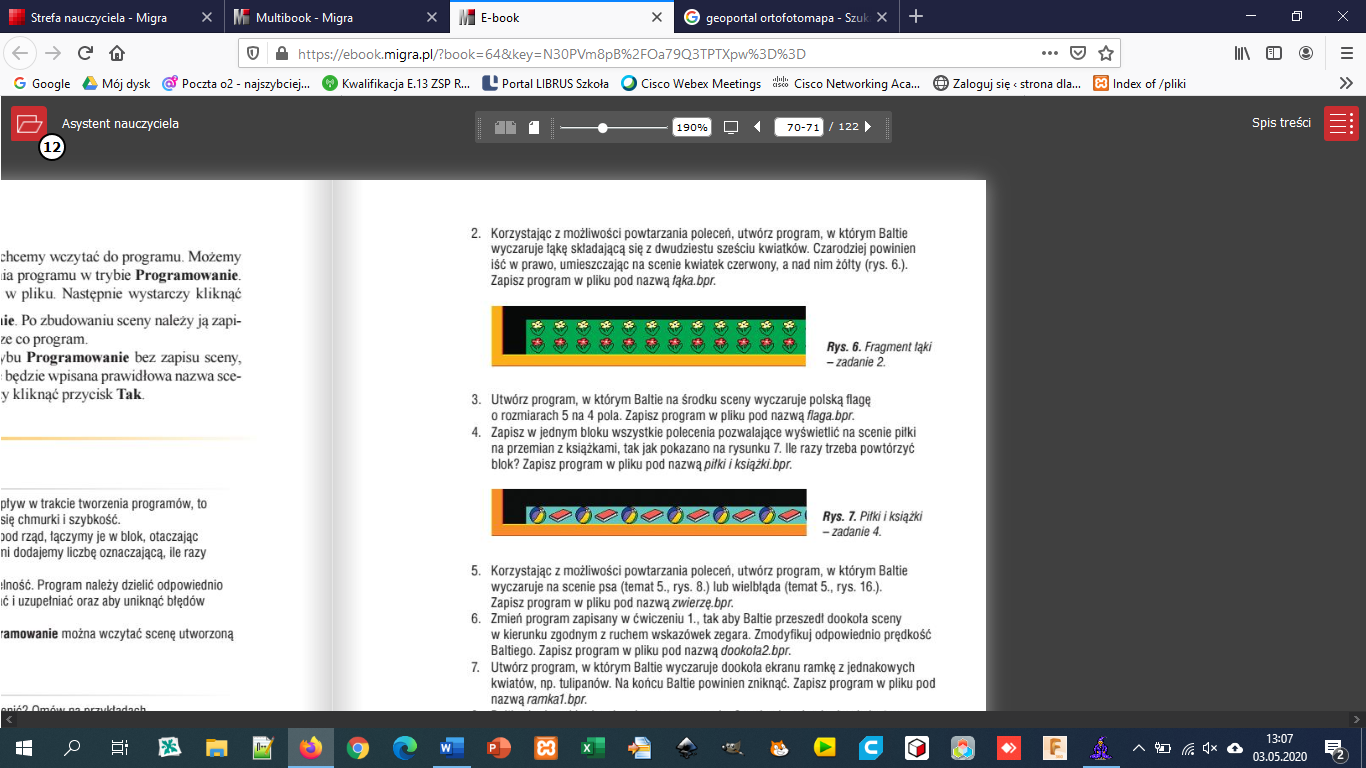 Strefa nauczyciela - Migra
Multibook - Migra
E-book
geoportal ortofotomapa - Szuk
https://ebook.migra.pl/?book=64&key=N30PVm8pB%2FOa79Q3TPTXpw%3D%3D
Google
Mój dysk
Poczta o2 - najszybciej...
Kwalifikacja E.13 ZSP R...
Portal LIBRUS Szkoła
Cisco Webex Meetings
Cisco Networking Aca...
Zaloguj się ‹ strona dla...
Index of /pliki
Asystent nauczyciela
12
190%
70-71 / 122
Spis treści
chcemy wczytać do programu. Możemy
ia programu w trybie Programowanie.
w pliku. Następnie wystarczy kliknąć
nie. Po zbudowaniu sceny należy ją zapi-
ze co program.
ybu Programowanie bez zapisu sceny,
będzie wpisana prawidłowa nazwa sce-
y kliknąć przycisk Tak.
pływ w trakcie tworzenia programów, to
się chmurki i szybkość.
pod rząd, łączymy je w blok, otaczając
ni dodajemy liczbę oznaczającą, ile razy
elność. Program należy dzielić odpowiednio
ać i uzupełniać oraz aby uniknąć błędów
ramowanie można wczytać scenę utworzoną
2. Korzystając z możliwości powtarzania poleceń, utwórz program, w którym Baltie
wyczaruje łąkę składającą się z dwudziestu sześciu kwiatków. Czarodziej powinien
iść w prawo, umieszczając na scenie kwiatek czerwony, a nad nim żółty (rys. 6.).
Zapisz program w pliku pod nazwą łąka.bpr.
Rys. 6. Fragment łąki
– zadanie 2.
3. Utwórz program, w którym Baltie na środku sceny wyczaruje polską flagę
o rozmiarach 5 na 4 pola. Zapisz program w pliku pod nazwą flaga.bpr.
4. Zapisz w jednym bloku wszystkie polecenia pozwalające wyświetlić na scenie piłki
na przemian z książkami, tak jak pokazano na rysunku 7. Ile razy trzeba powtórzyć
blok? Zapisz program w pliku pod nazwą piłki i książki.bpr.
Rys. 7. Piłki i książki
– zadanie 4.
5. Korzystając z możliwości powtarzania poleceń, utwórz program, w którym Baltie
wyczaruje na scenie psa (temat 5., rys. 8.) lub wielbłąda (temat 5., rys. 16.).
Zapisz program w pliku pod nazwą zwierzę.bpr.
6. Zmień program zapisany w ćwiczeniu 1., tak aby Baltie przeszedł dookoła sceny
w kierunku zgodnym z ruchem wskazówek zegara. Zmodyfikuj odpowiednio prędkość
Baltiego. Zapisz program w pliku pod nazwą dookoła2.bpr.
7. Utwórz program, w którym Baltie wyczaruje dookoła ekranu ramkę z jednakowych
kwiatów, np. tulipanów. Na końcu Baltie powinien zniknąć. Zapisz program w pliku pod
nazwą ramka1.bpr.
13:07
03.05.2020
2